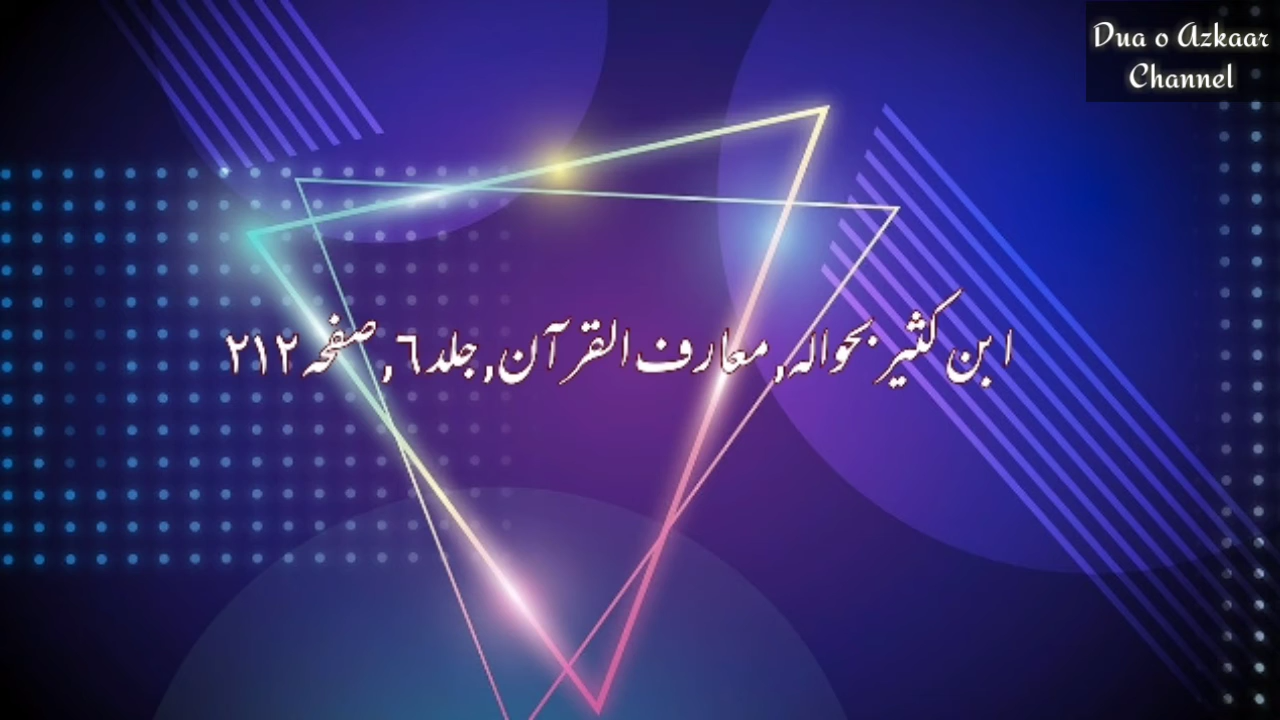 Dua o Azkaar
Channel
ابن کثیر بحوالہ, معارف القرآن, جلد٦, صفحہ ٢١٢